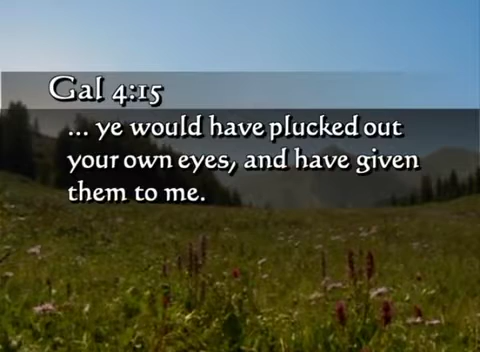 Gal 4:15
... ye would have plucked out
your own eyes, and have given
them to me.